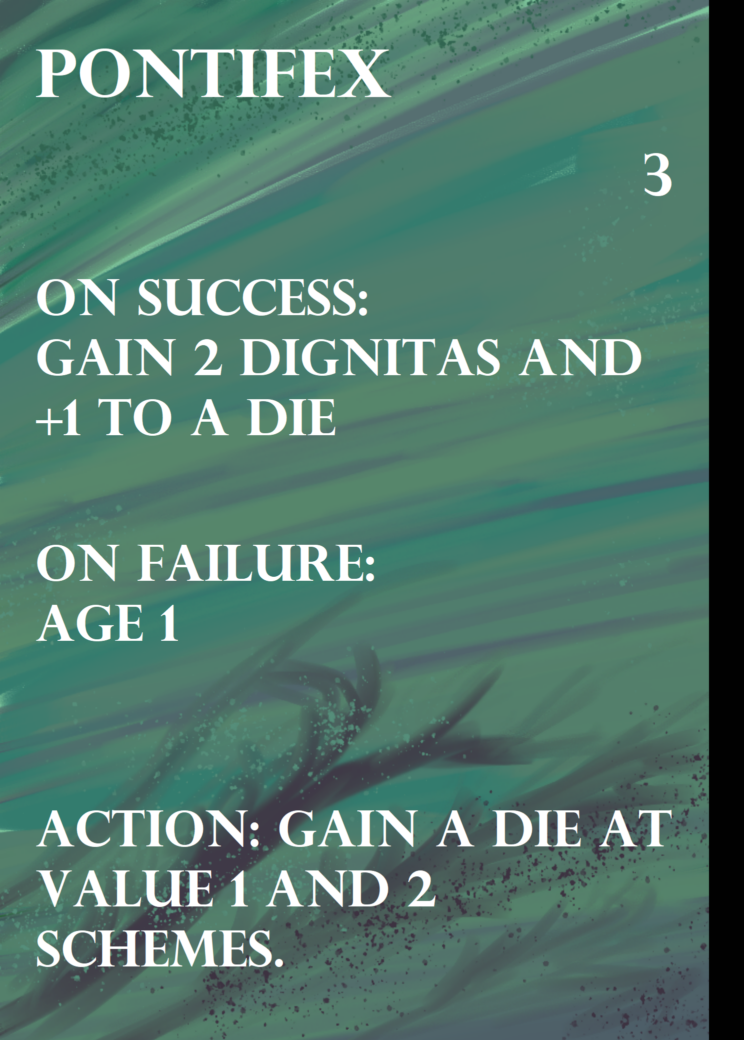 PONTIFEX
3
ON SUCCESS:
GAIN 2 DIGNITAS AND
+1 TO A DIE
ON FAILURE:
AGE 1
ACTION: GAIN A DIE AT
VALUE 1 AND 2
SCHEMES.